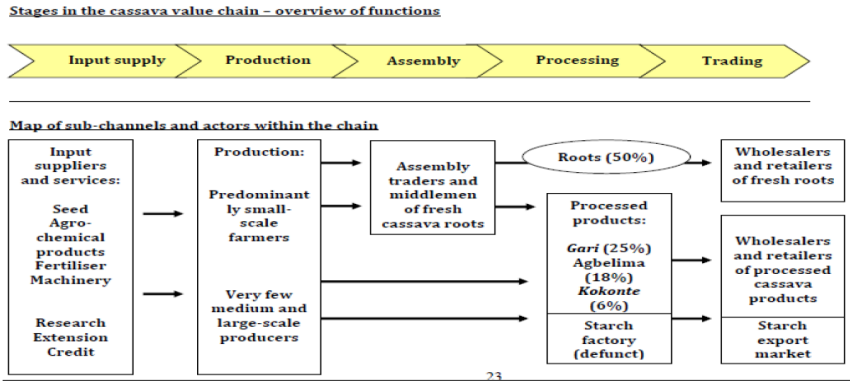 Stages in the cassava value chain – overview of functions
Input supply
Production
Assembly
Processing
Trading
Map of sub-channels and actors within the chain
Input
suppliers
and services:
Seed
Agro-
chemical
products
Fertiliser
Machinery
Research
Extension
Credit
Production:
Predominant
ly small-
scale
farmers
Very few
medium and
large-scale
producers
Assembly
traders and
middlemen
of fresh
cassava roots
Roots (50%)
Processed
products:
Gari (25%)
Agbelima
(18%)
Kokonte
(6%)
Starch
factory
(defunct)
Wholesalers
and retailers
of fresh roots
Wholesalers
and retailers
of processed
cassava
products
Starch
export
market
23